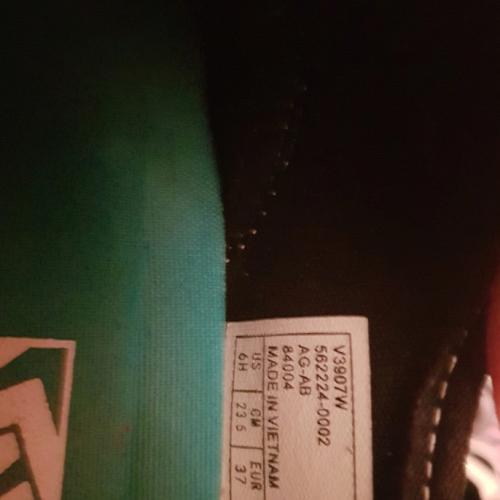 V3907W
562224-0002
AG-AB
84004
MADE IN VIETNAM
US CM EUR
6H 23 5 37